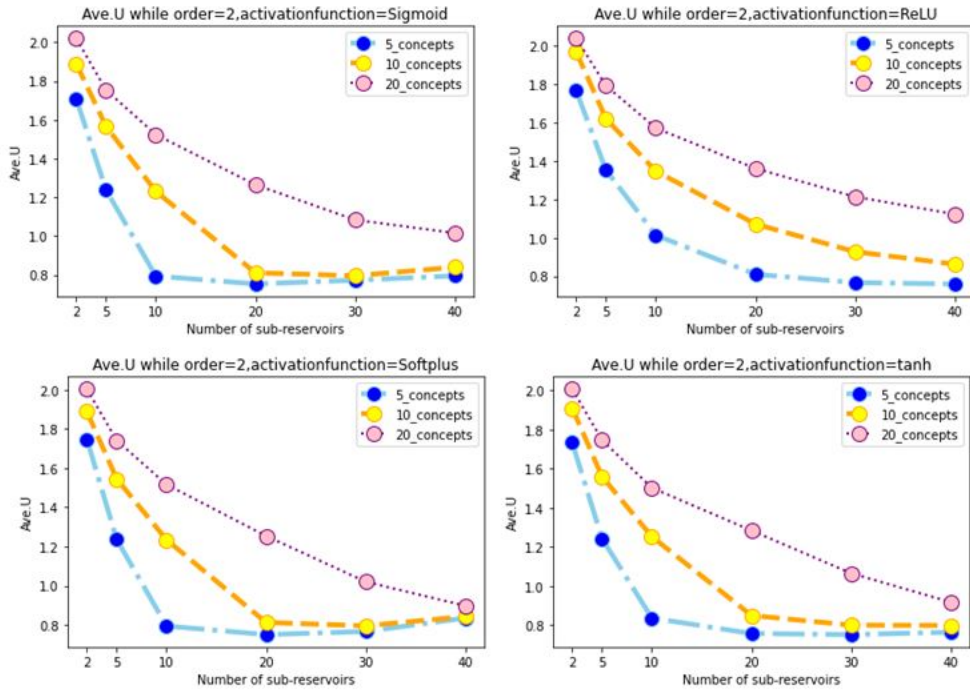 Ave.U while order=2,activationfunction=Sigmoid
2.0
1.8
1.6
1.4
1.2
1.0
0.8
Ave.U
5_concepts
10_concepts
20_concepts
2 5 10 20 30 40
Number of sub-reservoirs
Ave.U while order=2,activationfunction=ReLU
2.0
1.8
1.6
1.4
1.2
1.0
0.8
Ave.U
5_concepts
10_concepts
20_concepts
2 5 10 20 30 40
Number of sub-reservoirs
Ave.U while order=2,activationfunction=Softplus
2.0
1.8
1.6
1.4
1.2
1.0
0.8
Ave.U
5_concepts
10_concepts
20_concepts
2 5 10 20 30 40
Number of sub-reservoirs
Ave.U while order=2,activationfunction=tanh
2.0
1.8
1.6
1.4
1.2
1.0
0.8
Ave.U
5_concepts
10_concepts
20_concepts
2 5 10 20 30 40
Number of sub-reservoirs